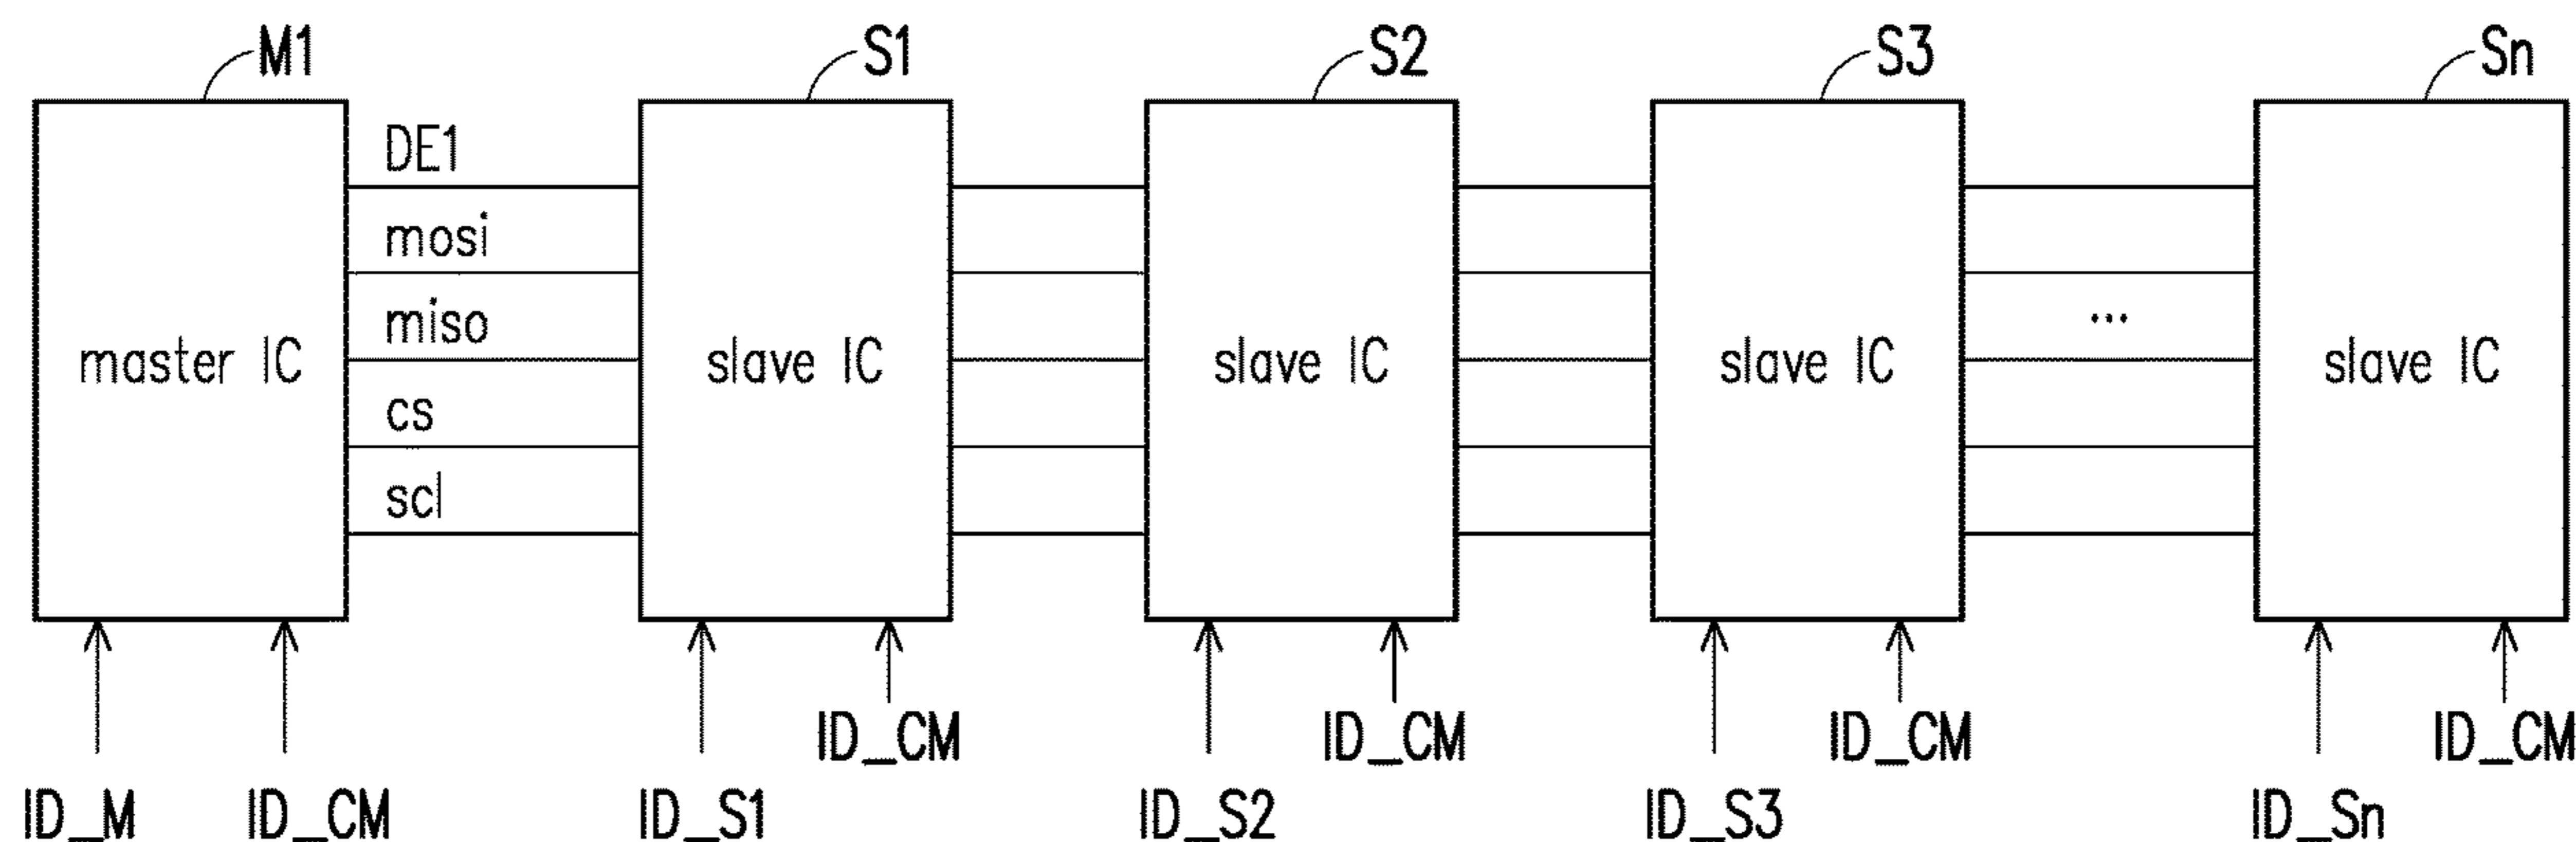 M1 S1 S2 S3 Sn
DE1
mosi
miso
...
master IC slave IC slave IC slave IC slave IC
cs
scl
ID_CM ID_CM ID_CM ID_CM
ID_M ID_CM ID_S1 ID_S2 ID_S3 ID_Sn